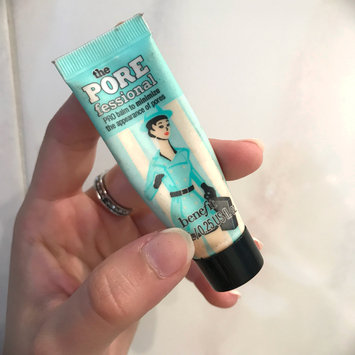 the
PORE
fessional
PRO balm to minimize
the appearance of pores
benefit